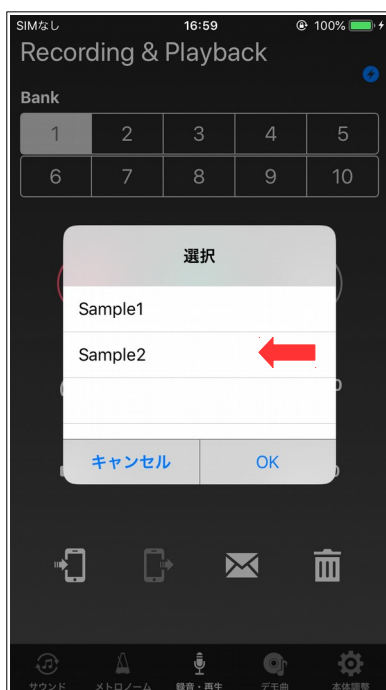 SIMなし 16:59 100%
Recording & Playback
Bank
1 2 3 4 5
6 7 8 9 10
選択
Sample1
Sample2
キャンセル OK
サウンド メトロノーム 録音・再生 デモ曲 本体調整